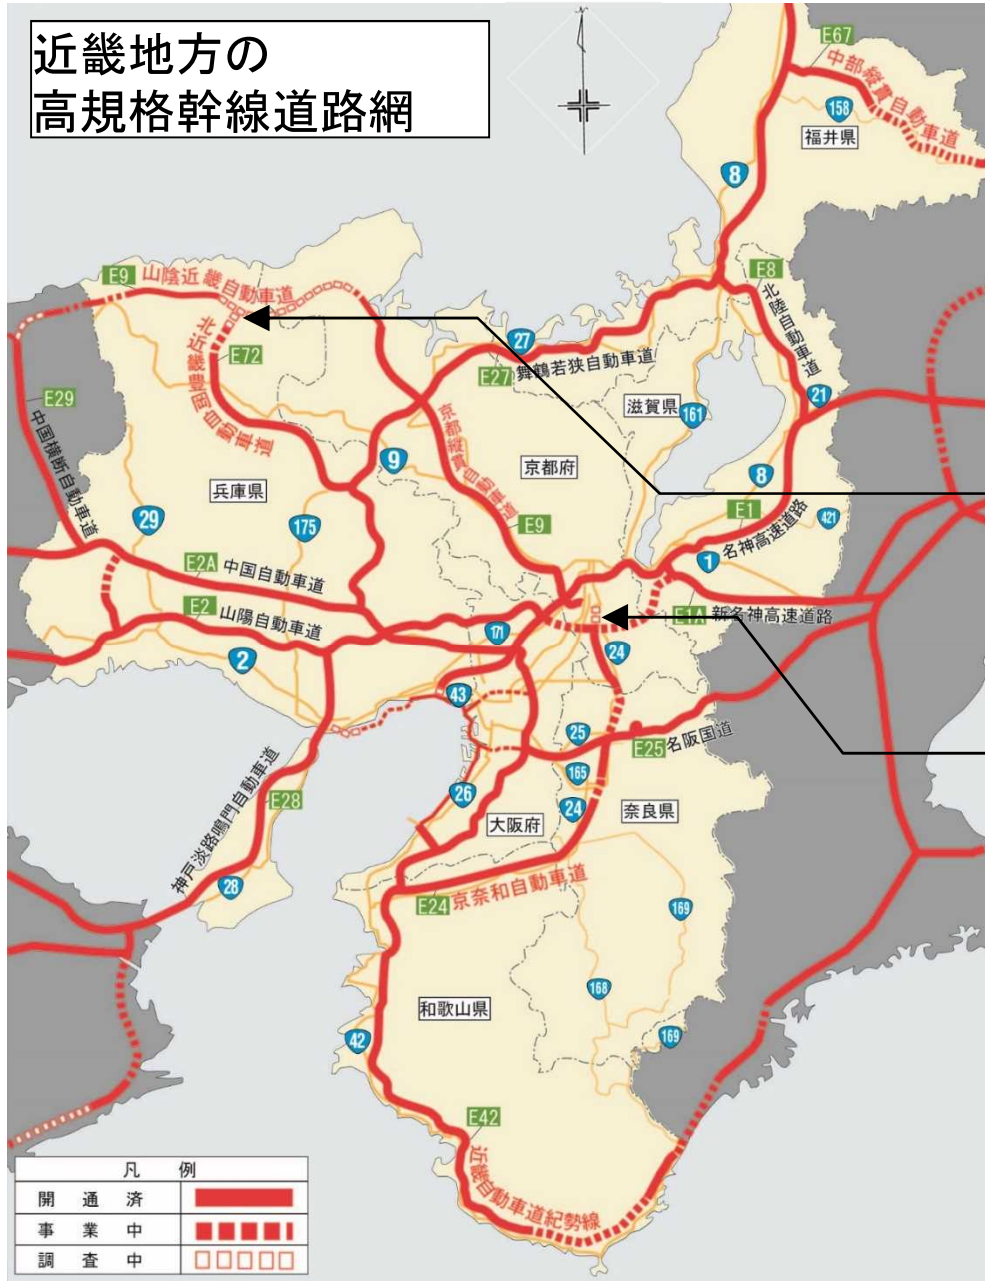 近畿地方の
高規格幹線道路網
E67
中部縦貫自動車道
158
福井県
8
E9
山陰近畿自動車道
E8
北陸自動車道
北近畿豊岡自動車道
E72
27
E27
舞鶴若狭自動車道
滋賀県
161
21
E29
中国横断自動車道
京都縦貫自動車道
京都府
9
8
兵庫県
29
175
E9
E1
名神高速道路
421
1
E2A
中国自動車道
E2
山陽自動車道
171
E1A
新名神高速道路
24
2
43
25
E25
名阪国道
165
神戸淡路鳴門自動車道
E28
26
24
奈良県
大阪府
28
E24
京奈和自動車道
169
168
和歌山県
42
169
E42
近畿自動車道紀勢線
凡 例
開 通 済
事 業 中
調 査 中